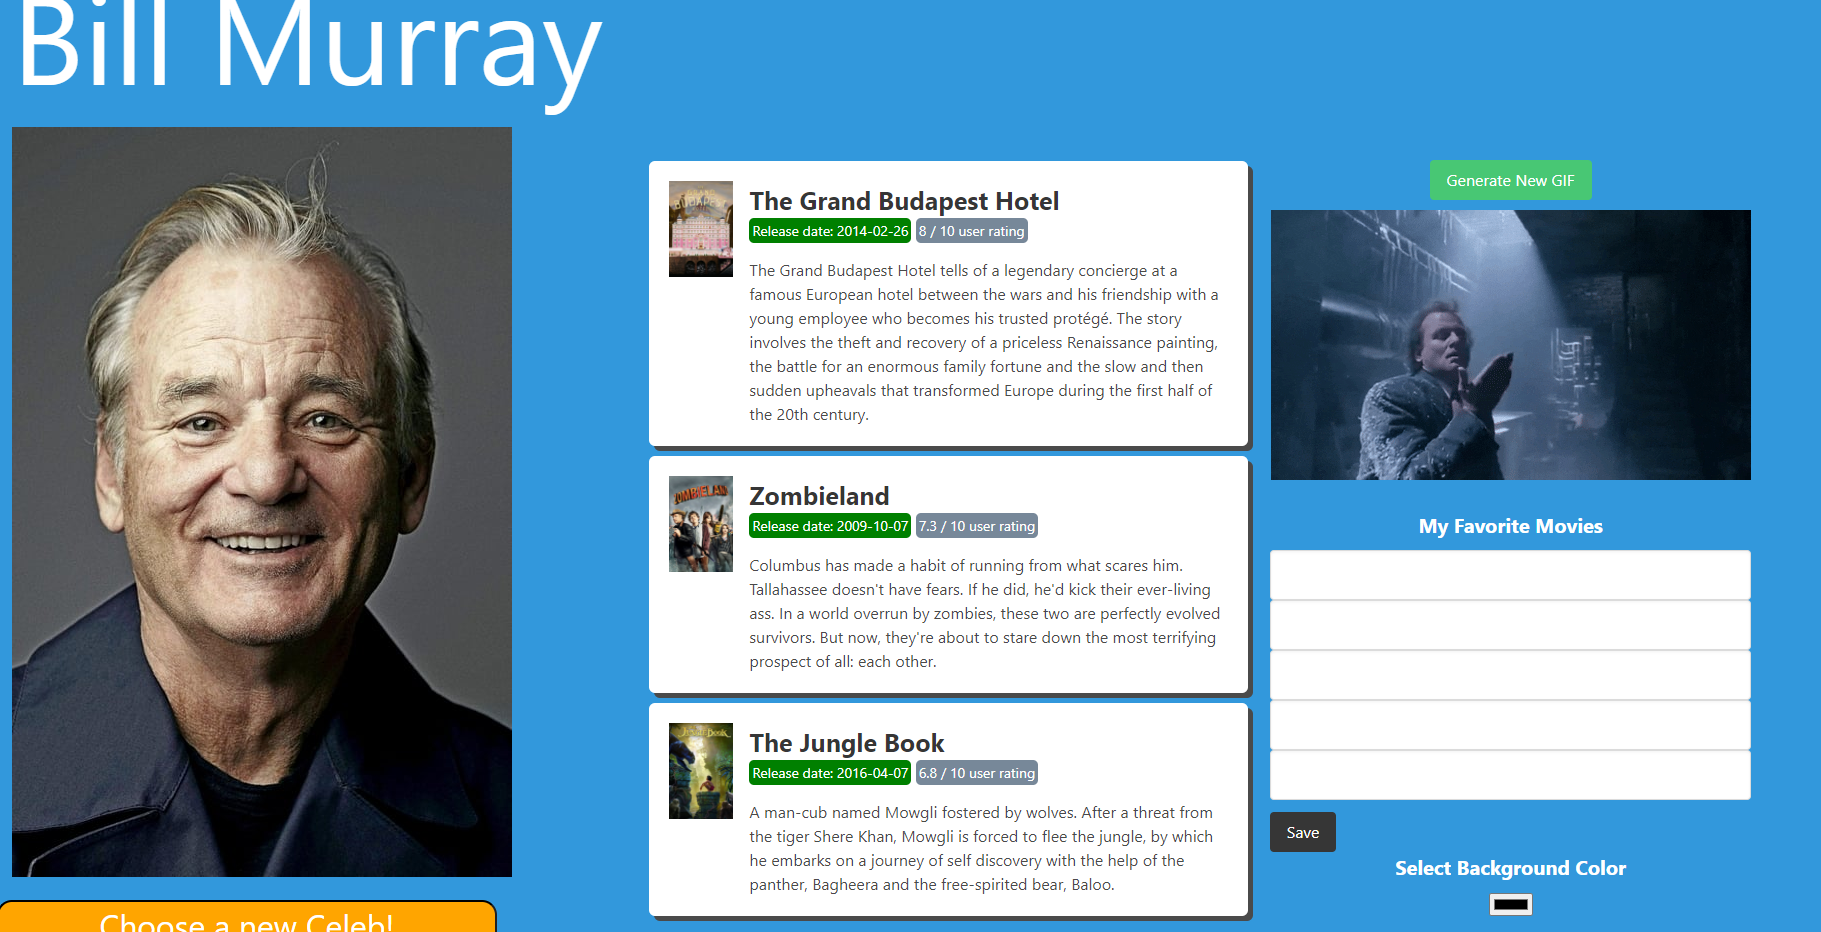 Bill Murray
The Grand Budapest Hotel
Release date: 2014-02-26 8 / 10 user rating
The Grand Budapest Hotel tells of a legendary concierge at a
famous European hotel between the wars and his friendship with a
young employee who becomes his trusted protégé. The story
involves the theft and recovery of a priceless Renaissance painting,
the battle for an enormous family fortune and the slow and then
sudden upheavals that transformed Europe during the first half of
the 20th century.
Zombieland
Release date: 2009-10-07 7.3 / 10 user rating
ZOMBIELAND
Columbus has made a habit of running from what scares him.
Tallahassee doesn't have fears. If he did, he'd kick their ever-living
ass. In a world overrun by zombies, these two are perfectly evolved
survivors. But now, they're about to stare down the most terrifying
prospect of all: each other.
The Jungle Book
Release date: 2016-04-07 6.8 / 10 user rating
A man-cub named Mowgli fostered by wolves. After a threat from
the tiger Shere Khan, Mowgli is forced to flee the jungle, by which
he embarks on a journey of self discovery with the help of the
panther, Bagheera and the free-spirited bear, Baloo.
Generate New GIF
My Favorite Movies
Save
Select Background Color
Choose a new Celeb!